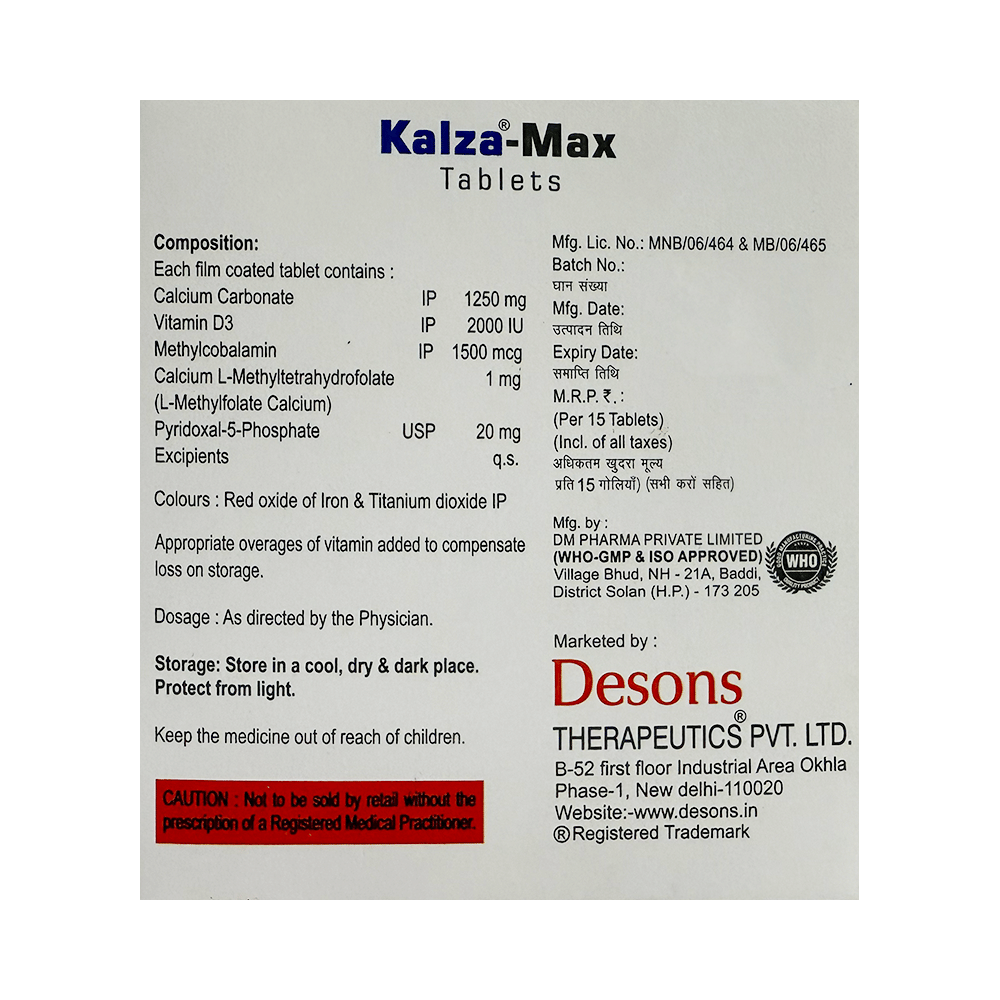 Kalza®-Max
Tablets
Composition:
Each film coated tablet contains :
Calcium Carbonate IP 1250 mg
Vitamin D3 IP 2000 IU
Methylcobalamin IP 1500 mcg
Calcium L-Methyltetrahydrofolate 1 mg
(L-Methylfolate Calcium)
Pyridoxal-5-Phosphate USP 20 mg
Excipients q.s.
Colours : Red oxide of Iron & Titanium dioxide IP
Appropriate overages of vitamin added to compensate
loss on storage.
Dosage : As directed by the Physician.
Storage: Store in a cool, dry & dark place.
Protect from light.
Keep the medicine out of reach of children.
CAUTION : Not to be sold by retail without the
prescription of a Registered Medical Practitioner.
Mfg. Lic. No.: MNB/06/464 & MB/06/465
Batch No.:
घान संख्या
Mfg. Date:
उत्पादन तिथि
Expiry Date:
समाप्ति तिथि
M.R.P. ₹. :
(Per 15 Tablets)
(Incl. of all taxes)
अधिकतम खुदरा मूल्य
प्रति 15 गोलियाँ) (सभी करों सहित)
Mfg. by :
DM PHARMA PRIVATE LIMITED
(WHO-GMP & ISO APPROVED)
Village Bhud, NH - 21A, Baddi,
District Solan (H.P.) - 173 205
GOOD MANUFACTURING PRACTICE
WHO
QUALITY PRODUCT
Marketed by :
Desons
THERAPEUTICS® PVT. LTD.
B-52 first floor Industrial Area Okhla
Phase-1, New delhi-110020
Website:-www.desons.in
® Registered Trademark